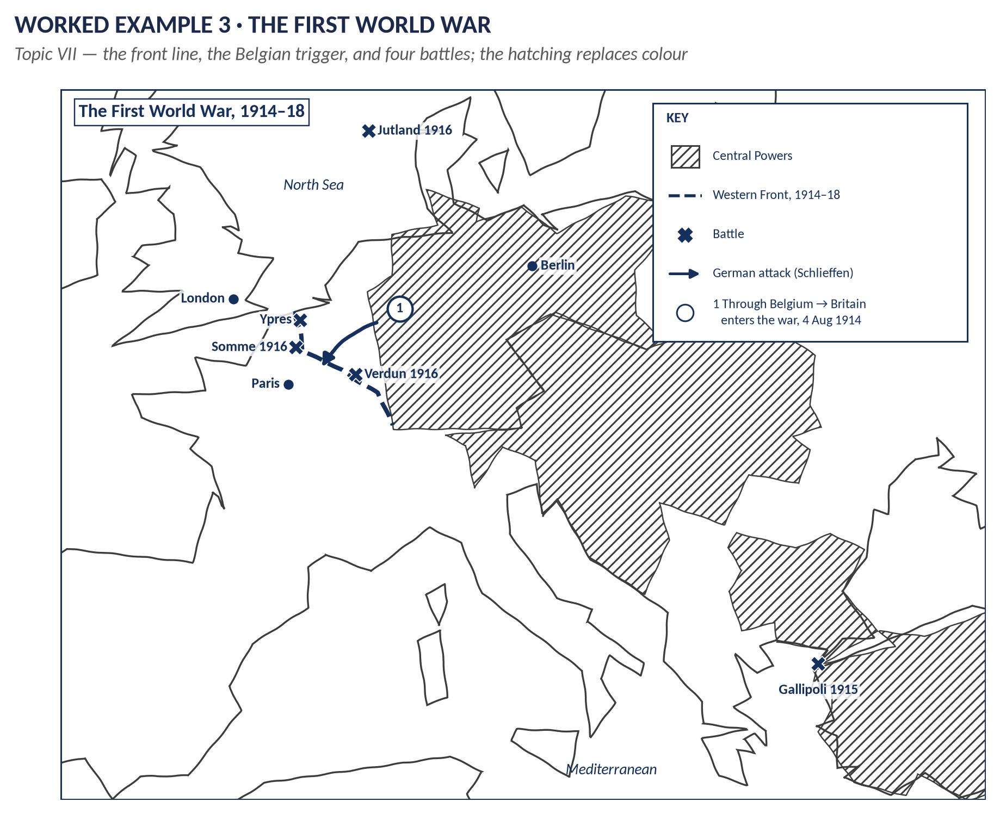 WORKED EXAMPLE 3 · THE FIRST WORLD WAR
Topic VII — the front line, the Belgian trigger, and four battles; the hatching replaces colour
The First World War, 1914–18
Jutland 1916
North Sea
KEY
Central Powers
Western Front, 1914–18
Battle
German attack (Schlieffen)
1 Through Belgium → Britain
enters the war, 4 Aug 1914
Berlin
London
1
Ypres
Somme 1916
Verdun 1916
Paris
Gallipoli 1915
Mediterranean